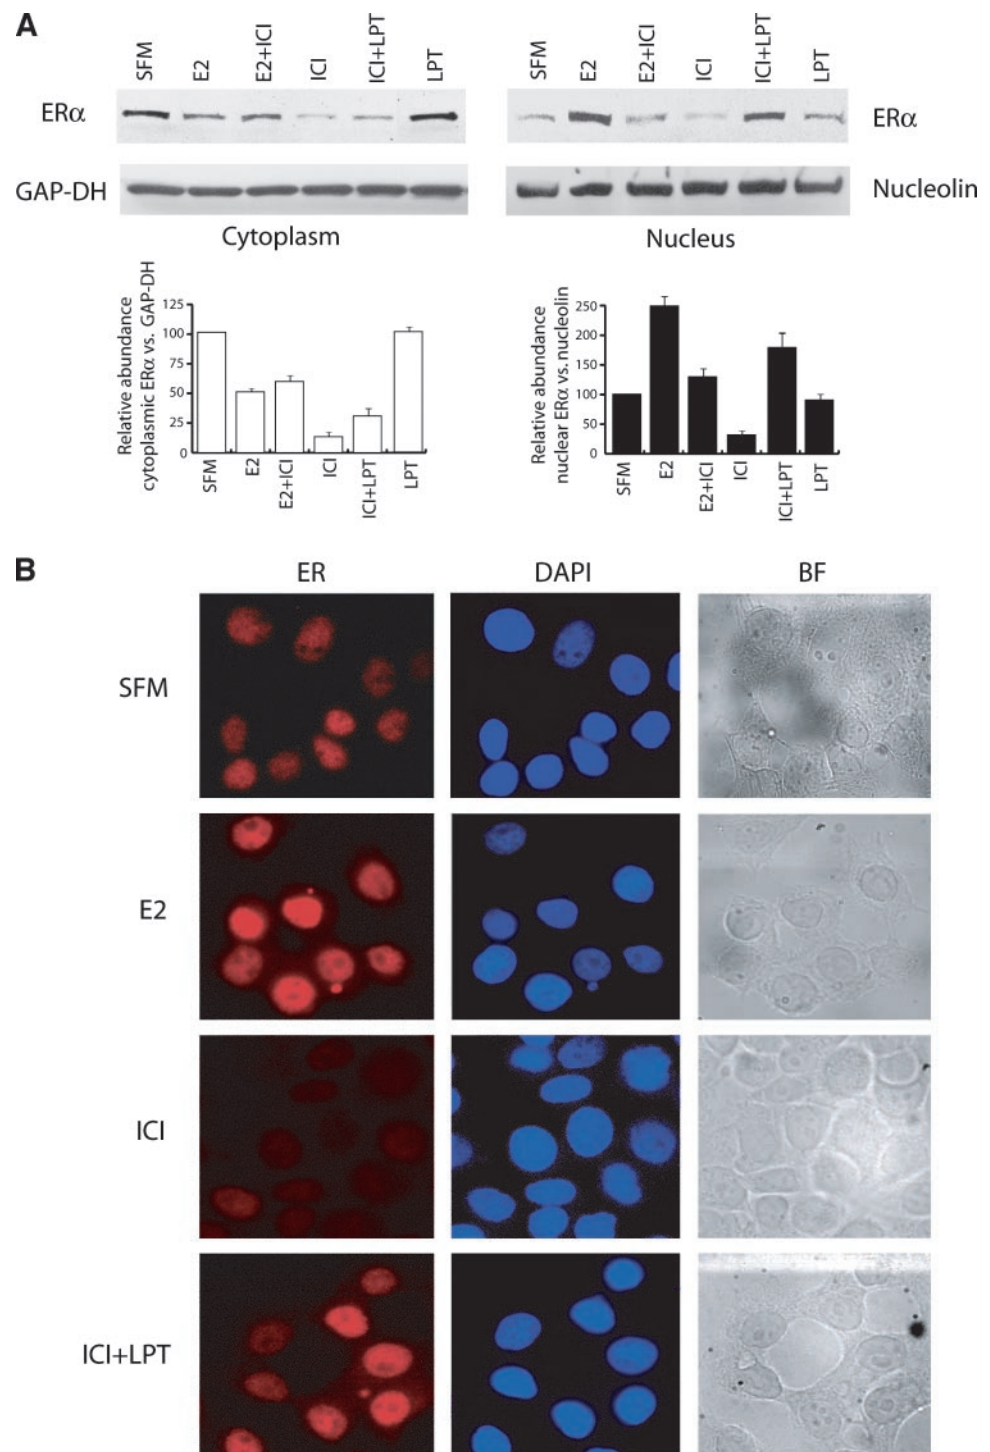 A
SFM E2 E2+ICI ICI ICI+LPT LPT
SFM E2 E2+ICI ICI ICI+LPT LPT
ERα
ERα
GAP-DH
Nucleolin
Cytoplasm
Nucleus
Relative abundance
cytoplasmic ERα vs. GAP-DH
125
100
75
50
25
0
SFM E2 E2+ICI ICI ICI+LPT LPT
Relative abundance
nuclear ERα vs. nucleolin
250
200
150
100
50
0
SFM E2 E2+ICI ICI ICI+LPT LPT
B
ER DAPI BF
SFM
E2
ICI
ICI+LPT